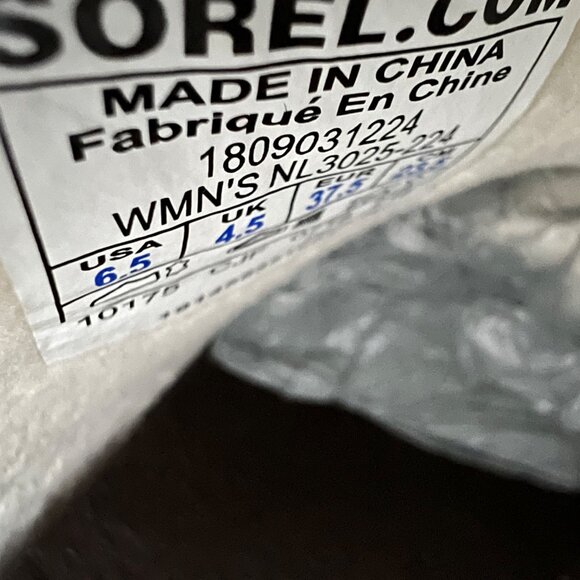 SOREL.COM
MADE IN CHINA
Fabriqué En Chine
1809031224
WMN'S NL3025-224
USA UK EUR
6.5 4.5 37.5
10175